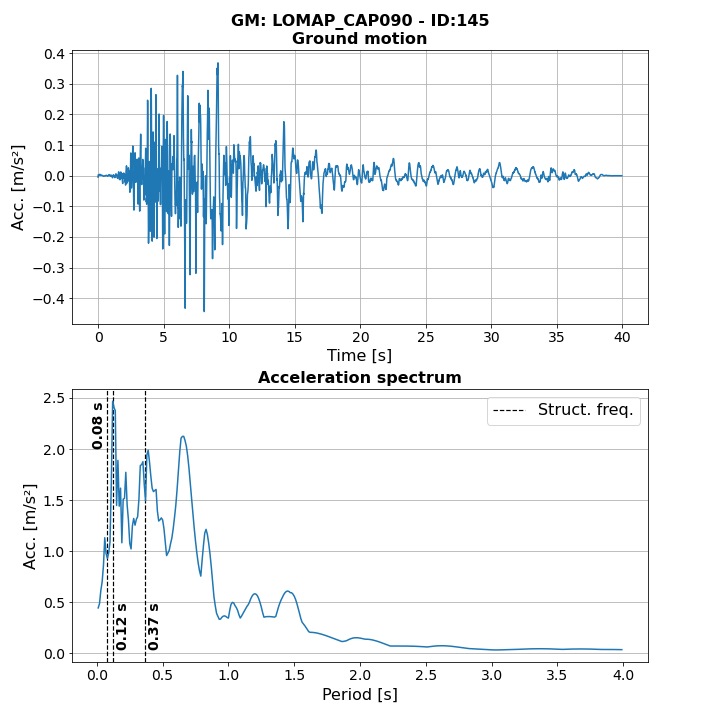 GM: LOMAP_CAP090 - ID:145
Ground motion
0.4
0.3
0.2
0.1
0.0
−0.1
−0.2
−0.3
−0.4
Acc. [m/s²]
0 5 10 15 20 25 30 35 40
Time [s]
Acceleration spectrum
2.5
2.0
1.5
1.0
0.5
0.0
Acc. [m/s²]
Struct. freq.
0.08 s
0.12 s
0.37 s
0.0 0.5 1.0 1.5 2.0 2.5 3.0 3.5 4.0
Period [s]